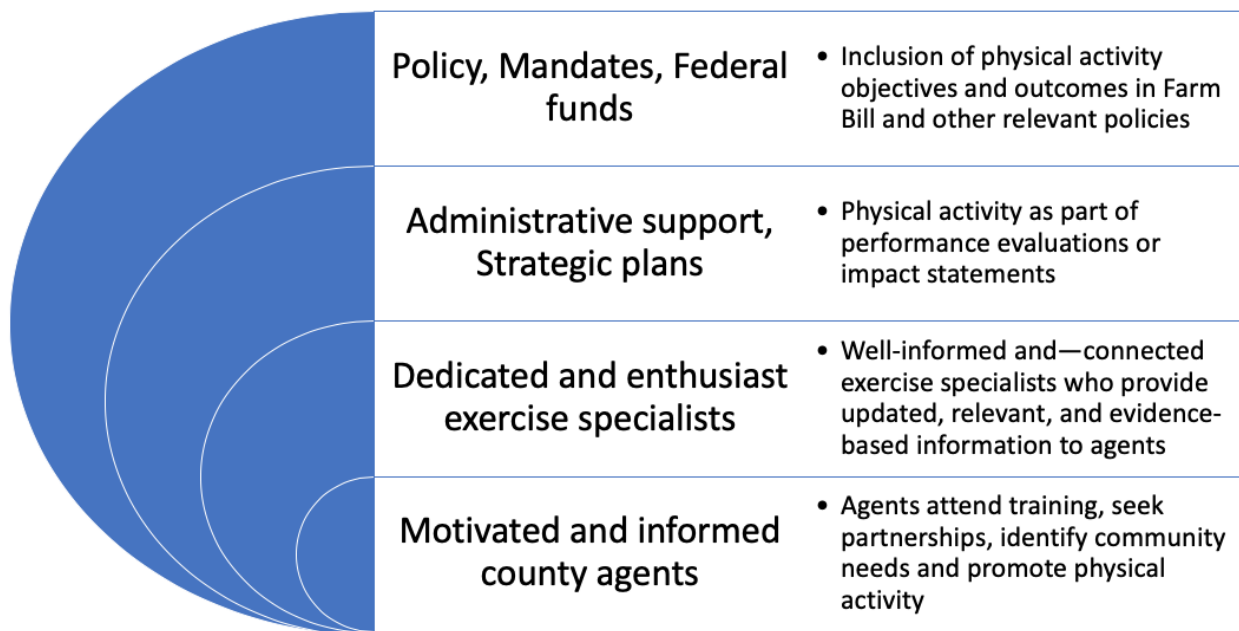 Policy, Mandates, Federal
funds
• Inclusion of physical activity
objectives and outcomes in Farm
Bill and other relevant policies
Administrative support,
Strategic plans
• Physical activity as part of
performance evaluations or
impact statements
Dedicated and enthusiast
exercise specialists
• Well-informed and—connected
exercise specialists who provide
updated, relevant, and evidence-
based information to agents
Motivated and informed
county agents
• Agents attend training, seek
partnerships, identify community
needs and promote physical
activity